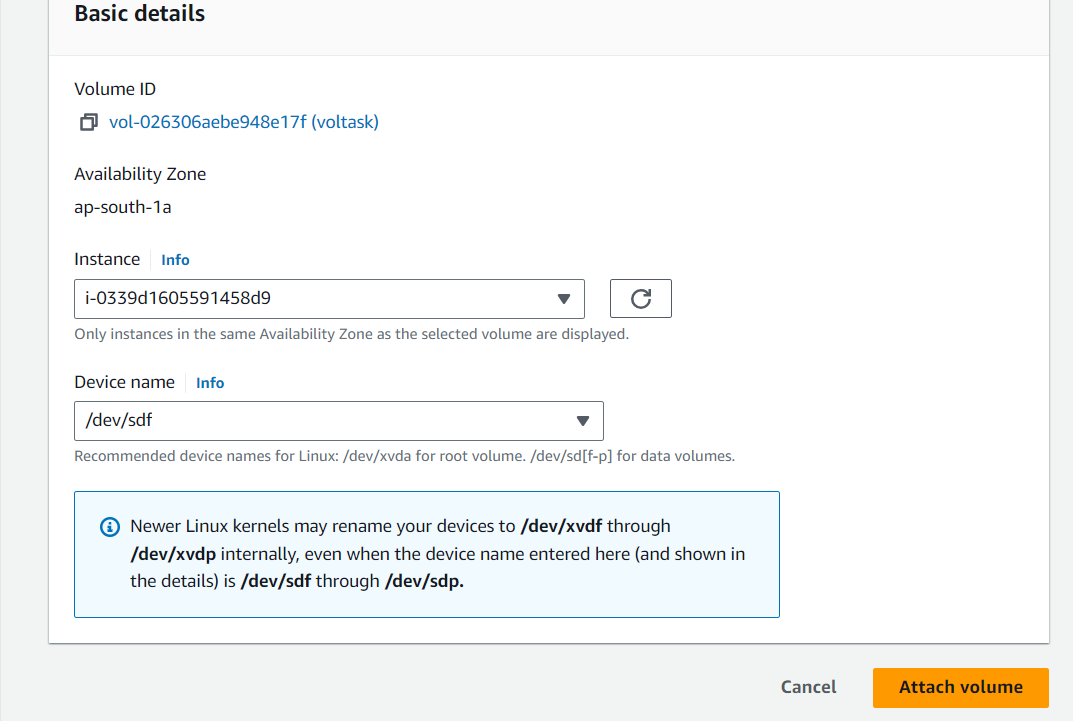 Basic details
Volume ID
vol-026306aebe948e17f (voltask)
Availability Zone
ap-south-1a
Instance Info
i-0339d1605591458d9
Only instances in the same Availability Zone as the selected volume are displayed.
Device name Info
/dev/sdf
Recommended device names for Linux: /dev/xvda for root volume. /dev/sd[f-p] for data volumes.
Newer Linux kernels may rename your devices to /dev/xvdf through
/dev/xvdp internally, even when the device name entered here (and shown in
the details) is /dev/sdf through /dev/sdp.
Cancel Attach volume